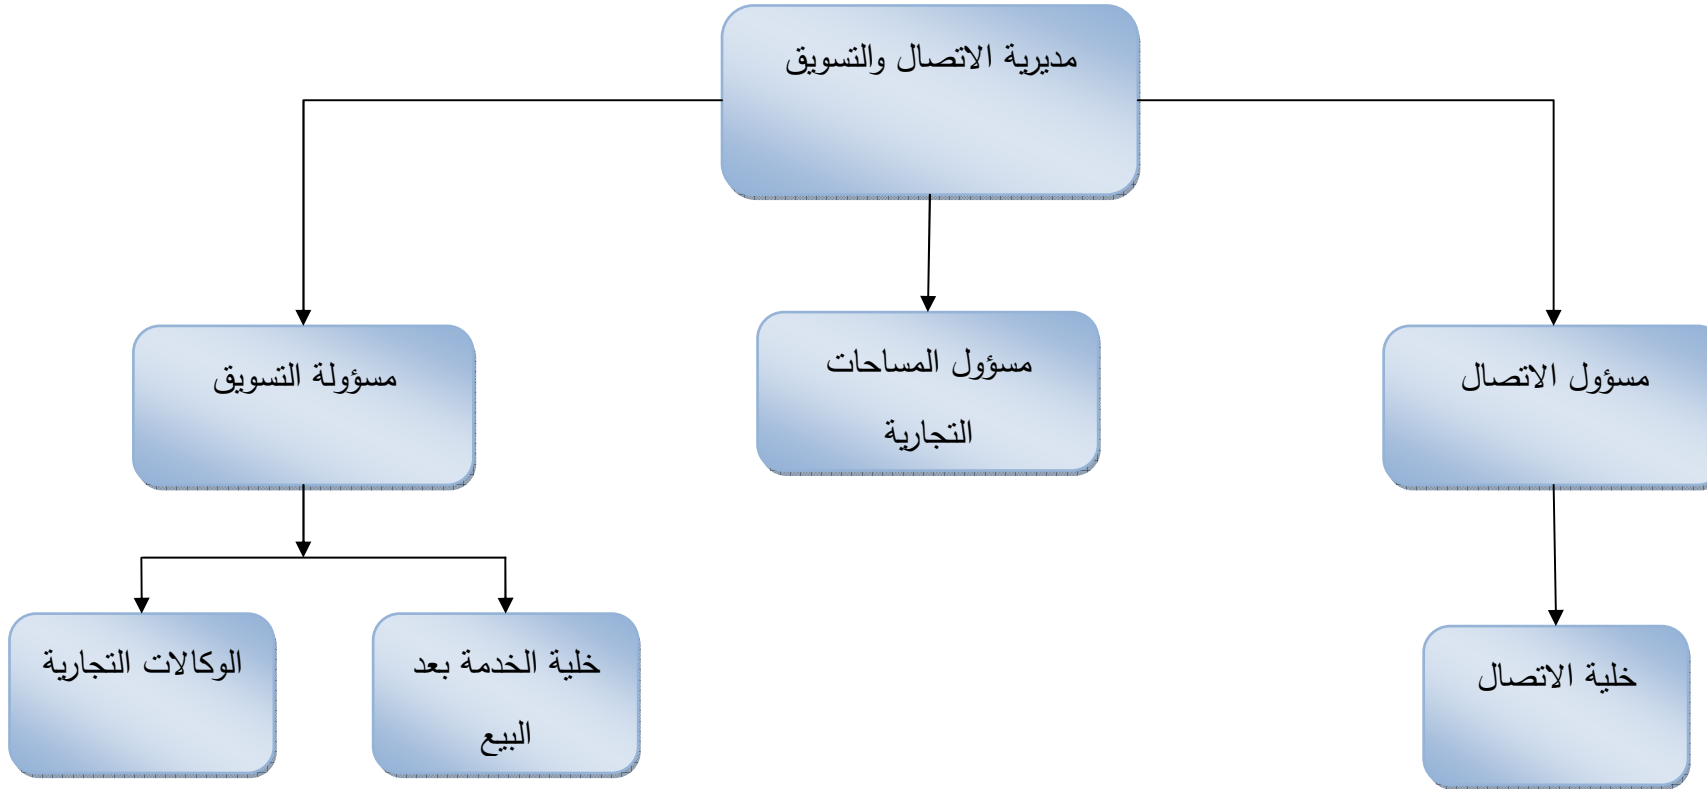 مديرية الاتصال والتسويق
مسؤول الاتصال
مسؤول المساحات
التجارية
مسؤولة التسويق
خلية الاتصال
خلية الخدمة بعد
البيع
الوكالات التجارية